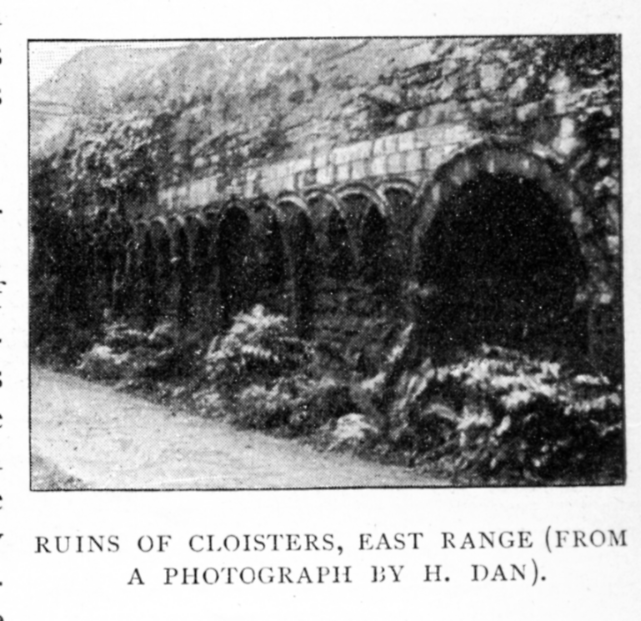 RUINS OF CLOISTERS, EAST RANGE (FROM
A PHOTOGRAPH BY H. DAN).